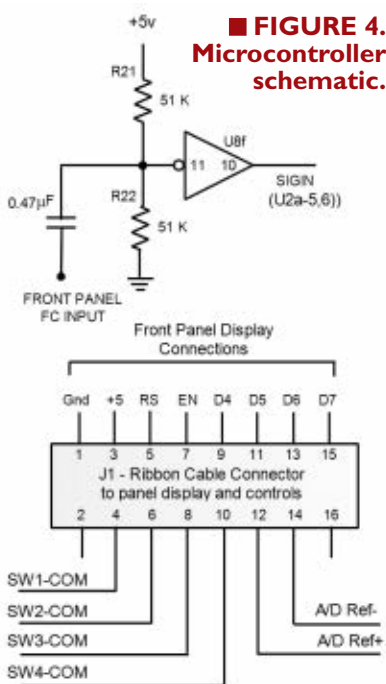 ■ FIGURE 4.
Microcontroller
schematic.
+5v
R21
51 K
U8f
11 10
SIGIN
(U2a-5,6))
0.47µF
R22
51 K
FRONT PANEL
FC INPUT
Front Panel Display
Connections
Gnd +5 RS EN D4 D5 D6 D7
1 3 5 7 9 11 13 15
J1 - Ribbon Cable Connector
to panel display and controls
2 4 6 8 10 12 14 16
SW1-COM
SW2-COM
A/D Ref-
SW3-COM
A/D Ref+
SW4-COM